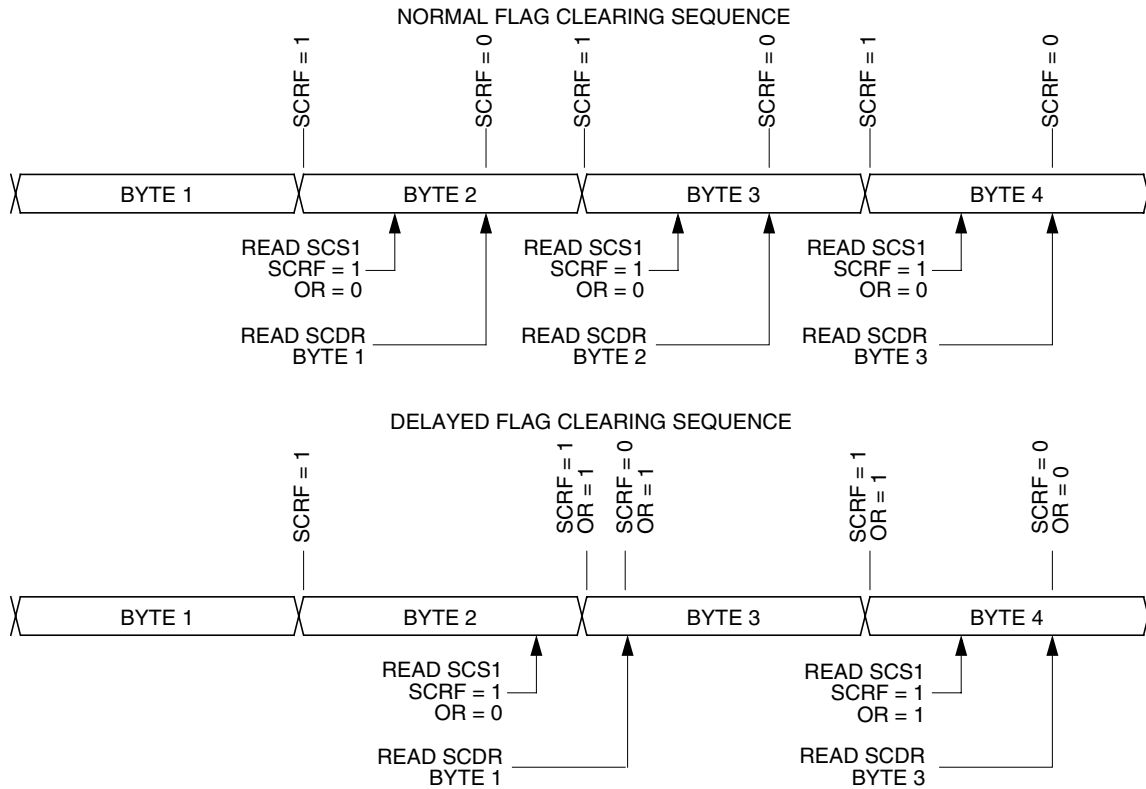 NORMAL FLAG CLEARING SEQUENCE
SCRF = 1
SCRF = 0
SCRF = 1
SCRF = 0
SCRF = 1
SCRF = 0
BYTE 1
BYTE 2
BYTE 3
BYTE 4
READ SCS1
SCRF = 1
OR = 0
READ SCS1
SCRF = 1
OR = 0
READ SCS1
SCRF = 1
OR = 0
READ SCDR
BYTE 1
READ SCDR
BYTE 2
READ SCDR
BYTE 3
DELAYED FLAG CLEARING SEQUENCE
SCRF = 1
SCRF = 1
OR = 1
SCRF = 0
OR = 1
SCRF = 1
OR = 1
SCRF = 0
OR = 0
BYTE 1
BYTE 2
BYTE 3
BYTE 4
READ SCS1
SCRF = 1
OR = 0
READ SCS1
SCRF = 1
OR = 1
READ SCDR
BYTE 1
READ SCDR
BYTE 3